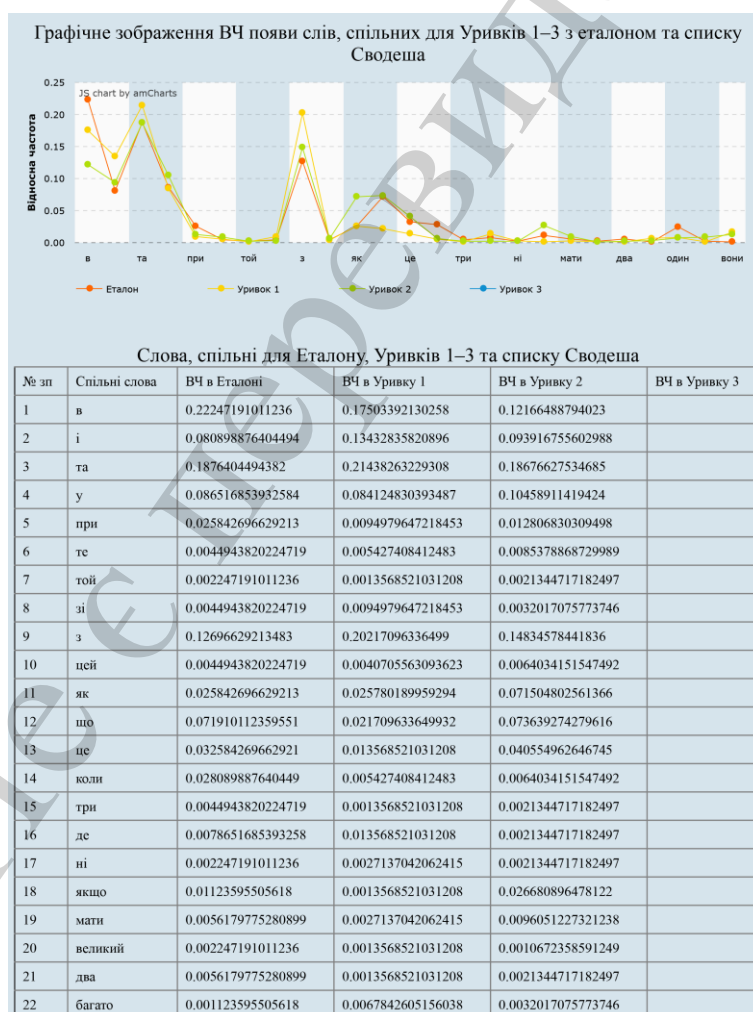 Графічне зображення ВЧ появи слів, спільних для Уривків 1–3 з еталоном та списку
Сводеша
JS chart by amCharts
Відносна частота
0.25
0.20
0.15
0.10
0.05
0.00
в та при той з як це три ні мати два один вони
Еталон Уривок 1 Уривок 2 Уривок 3
Слова, спільні для Еталону, Уривків 1–3 та списку Сводеша
№ зп Спільні слова ВЧ в Еталоні ВЧ в Уривку 1 ВЧ в Уривку 2 ВЧ в Уривку 3
1 в 0.22247191011236 0.17503392130258 0.12166488794023
2 і 0.080898876404494 0.13432835820896 0.093916755602988
3 та 0.1876404494382 0.21438263229308 0.18676627534685
4 у 0.086516853932584 0.084124830393487 0.10458911419424
5 при 0.025842696629213 0.0094979647218453 0.012806830309498
6 те 0.0044943820224719 0.005427408412483 0.0085378868729989
7 той 0.002247191011236 0.0013568521031208 0.0021344717182497
8 зі 0.0044943820224719 0.0094979647218453 0.0032017075773746
9 з 0.12696629213483 0.20217096336499 0.14834578441836
10 цей 0.0044943820224719 0.0040705563093623 0.0064034151547492
11 як 0.025842696629213 0.025780189959294 0.071504802561366
12 що 0.071910112359551 0.021709633649932 0.073639274279616
13 це 0.032584269662921 0.013568521031208 0.040554962646745
14 коли 0.028089887640449 0.005427408412483 0.0064034151547492
15 три 0.0044943820224719 0.0013568521031208 0.0021344717182497
16 де 0.0078651685393258 0.013568521031208 0.0021344717182497
17 ні 0.002247191011236 0.0027137042062415 0.0021344717182497
18 якщо 0.01123595505618 0.0013568521031208 0.026680896478122
19 мати 0.0056179775280899 0.0027137042062415 0.0096051227321238
20 великий 0.002247191011236 0.0013568521031208 0.0010672358591249
21 два 0.0056179775280899 0.0013568521031208 0.0021344717182497
22 багато 0.001123595505618 0.0067842605156038 0.0032017075773746